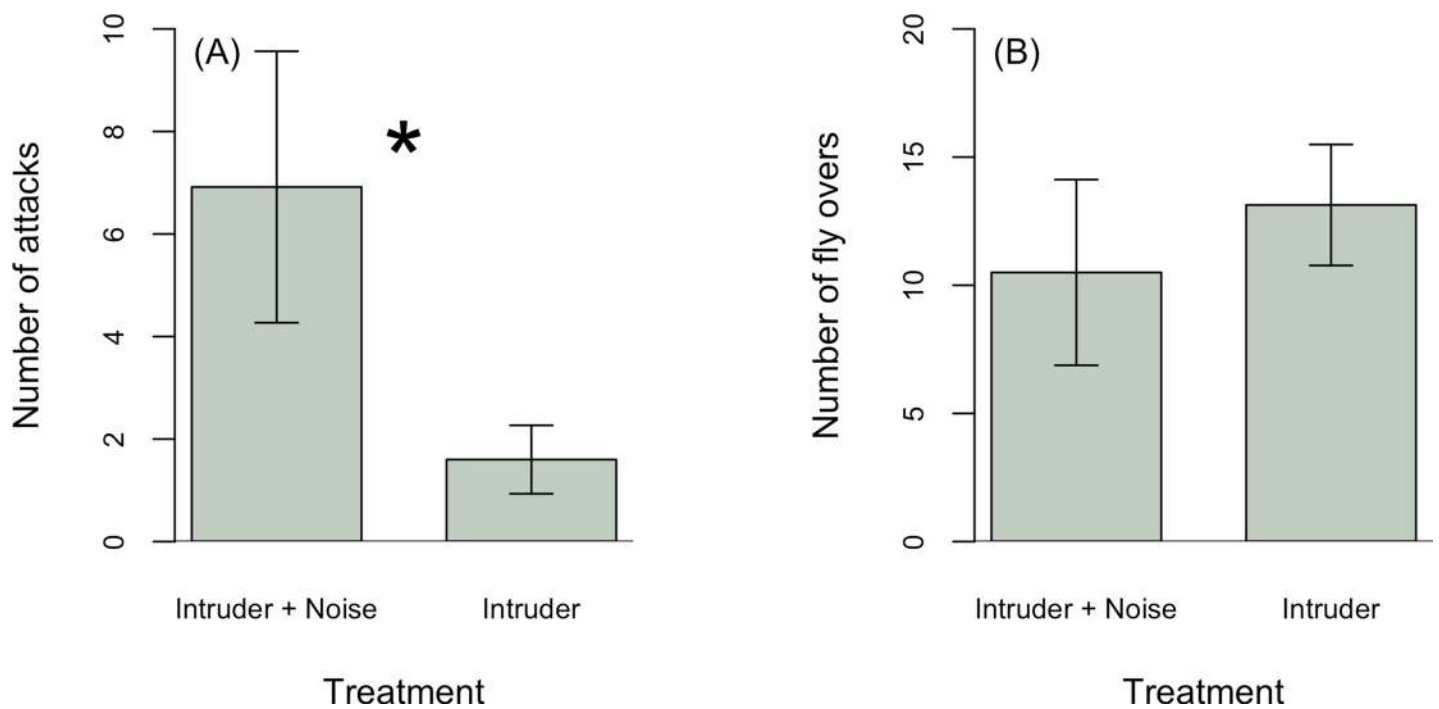 (A)
*
Number of attacks
0
2
4
6
8
10
Intruder + Noise
Intruder
Treatment
(B)
Number of fly overs
0
5
10
15
20
Intruder + Noise
Intruder
Treatment